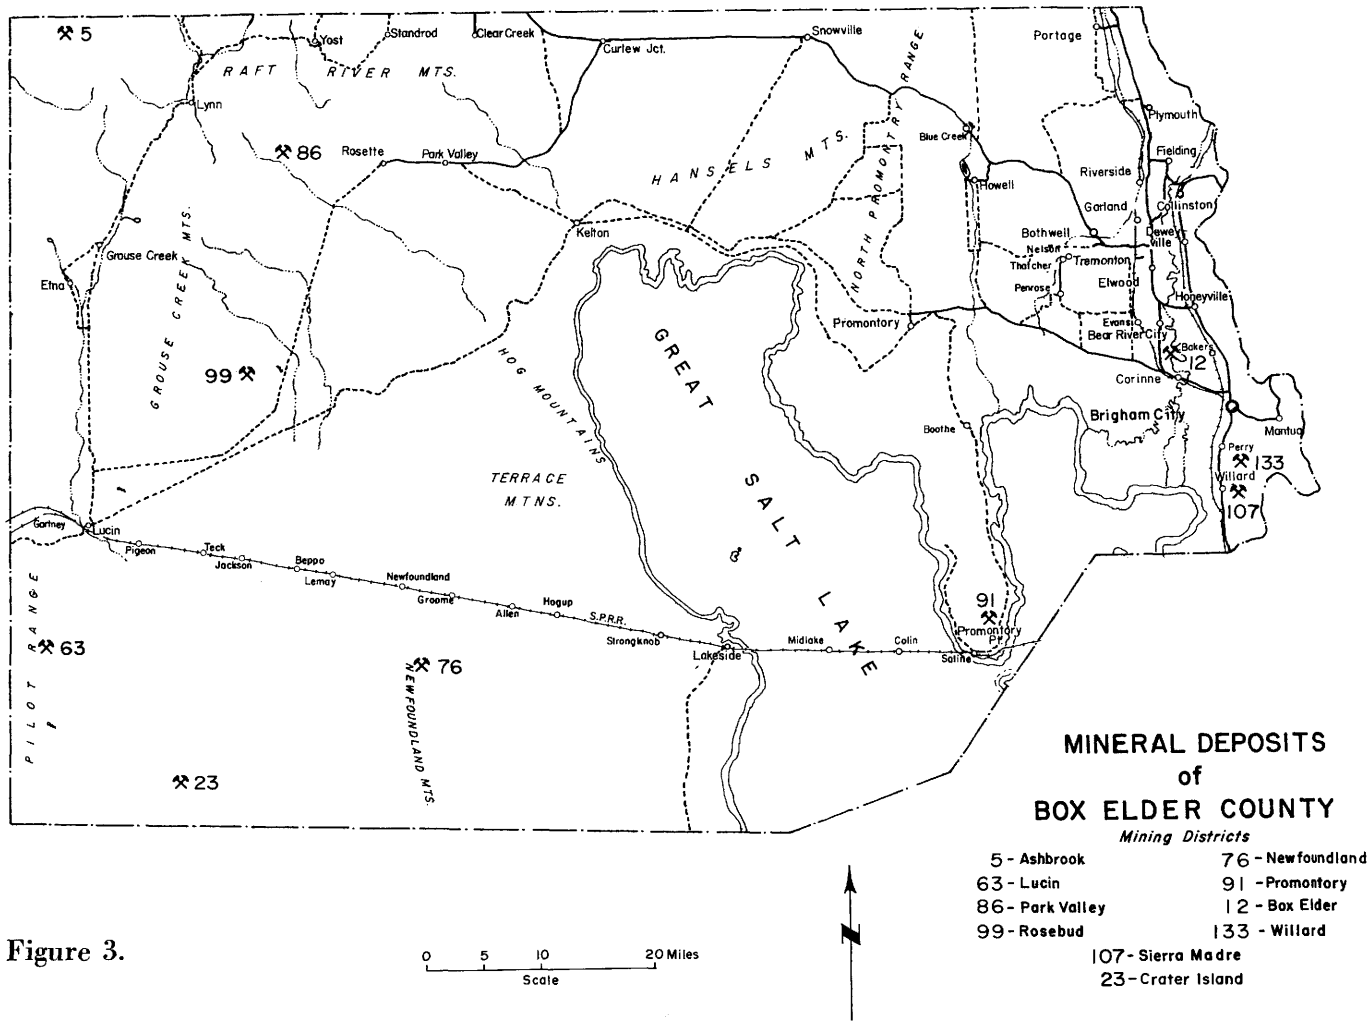 5
Yost
Standrod
Clear Creek
Curlew Jct.
Snowville
Portage
RAFT RIVER MTS.
Lynn
Plymouth
Blue Creek
86
Rosette
Park Valley
HANSELS MTS.
NORTH PROMONTRY RANGE
Fielding
Riverside
Howell
Garland
Collinston
Kelton
Bothwell
Dewey
ville
Nelson
Grouse Creek
Thatcher
Tremonton
Etna
Penrose
Elwood
Honeyville
GROUSE CREEK MTS.
Promontory
Evans
Bear River City
Bakers
12
99
HOG MOUNTAINS
GREAT SALT LAKE
Corinne
Brigham City
Mantua
Boothe
Perry
133
Willard
107
TERRACE
MTNS.
Gartney
Lucin
Pigeon
Teck
Jackson
Beppo
Lemay
Newfoundland
Groome
Allen
Hogup
S.P.R.R.
Strongknob
Lakeside
Midlake
Colin
Saline
91
Promontory
Pt.
PILOT RANGE
63
76
NEWFOUNDLAND MTS.
23
MINERAL DEPOSITS
of
BOX ELDER COUNTY
Mining Districts
5 - Ashbrook 76 - Newfoundland
63 - Lucin 91 - Promontory
86 - Park Valley 12 - Box Elder
99 - Rosebud 133 - Willard
107 - Sierra Madre
23 - Crater Island
Figure 3.
0 5 10 20 Miles
Scale
N